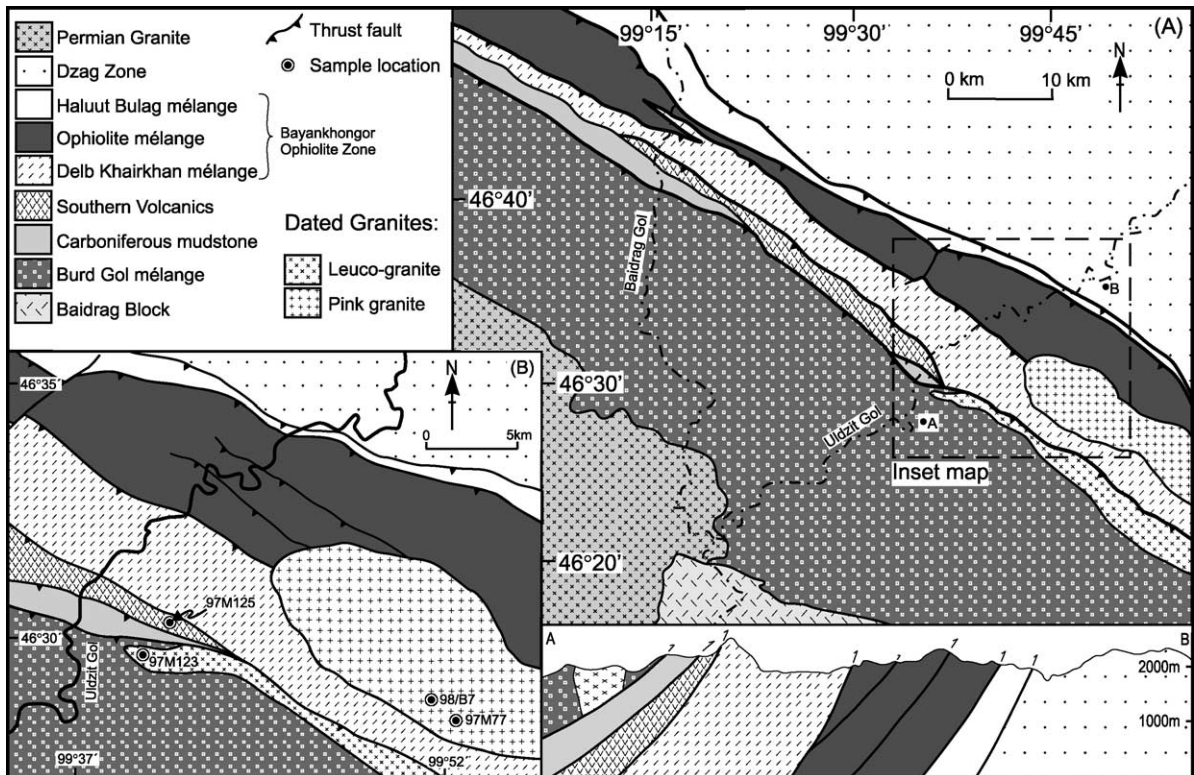 Permian Granite
Dzag Zone
Haluut Bulag mélange
Ophiolite mélange
Delb Khairkhan mélange
Bayankhongor
Ophiolite Zone
Southern Volcanics
Carboniferous mudstone
Burd Gol mélange
Baidrag Block
Thrust fault
Sample location
Dated Granites:
Leuco-granite
Pink granite
99°15'
99°30'
99°45'
(A)
N
0 km
10 km
46°40'
46°30'
46°20'
Baidrag Gol
Uldzit Gol
•B
•A
Inset map
(B)
N
0
5km
46°35'
46°30'
97M125
97M123
98/B7
97M77
Uldzit Gol
99°37'
99°52'
A
B
2000m
1000m